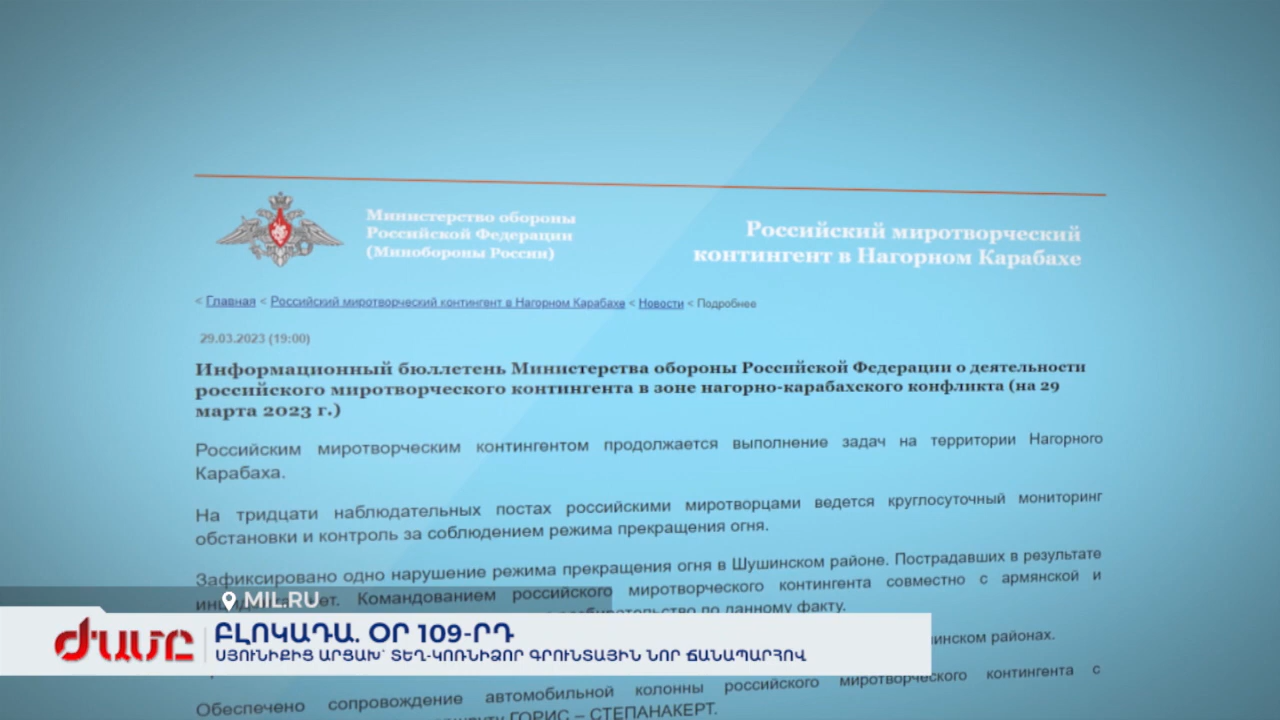 Министерство обороны
Российской Федерации
(Минобороны России)
Российский миротворческий
контингент в Нагорном Карабахе
< Главная < Российский миротворческий контингент в Нагорном Карабахе < Новости < Подробнее
29.03.2023 (19:00)
Информационный бюллетень Министерства обороны Российской Федерации о деятельности
российского миротворческого контингента в зоне нагорно-карабахского конфликта (на 29
марта 2023 г.)
Российским миротворческим контингентом продолжается выполнение задач на территории Нагорного
Карабаха.
На тридцати наблюдательных постах российскими миротворцами ведется круглосуточный мониторинг
обстановки и контроль за соблюдением режима прекращения огня.
Зафиксировано одно нарушение режима прекращения огня в Шушинском районе. Пострадавших в результате
нет. Командованием российского миротворческого контингента совместно с армянской и
по данному факту.
районах.
Обеспечено сопровождение автомобильной колонны российского миротворческого контингента с
ГОРИС – СТЕПАНАКЕРТ.
MIL.RU
ԺԱՄԸ
ԲԼՈԿԱԴԱ. ՕՐ 109-ՐԴ
ՍՅՈՒՆԻՔԻՑ ԱՐՑԱԽ՝ ՏԵՂ-ԿՈՌՆԻՁՈՐ ԳՐՈՒՆՏԱՅԻՆ ՆՈՐ ՃԱՆԱՊԱՐՀՈՎ